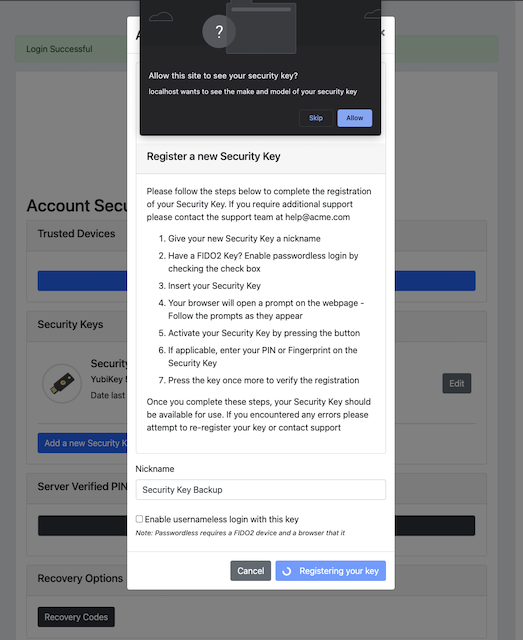 ?
Allow this site to see your security key?
localhost wants to see the make and model of your security key
Skip
Allow
Login Successful
Register a new Security Key
Please follow the steps below to complete the registration
of your Security Key. If you require additional support
please contact the support team at help@acme.com
1. Give your new Security Key a nickname
2. Have a FIDO2 Key? Enable passwordless login by
checking the check box
3. Insert your Security Key
4. Your browser will open a prompt on the webpage -
Follow the prompts as they appear
5. Activate your Security Key by pressing the button
6. If applicable, enter your PIN or Fingerprint on the
Security Key
7. Press the key once more to verify the registration
Once you complete these steps, your Security Key should
be available for use. If you encountered any errors please
attempt to re-register your key or contact support
Nickname
Security Key Backup
Enable usernameless login with this key
Note: Passwordless requires a FIDO2 device and a browser that it
Cancel
Registering your key
Account Secu
Trusted Devices
Security Keys
Security
YubiKey
Date last
Edit
Add a new Security K
Server Verified PIN
Recovery Options
Recovery Codes